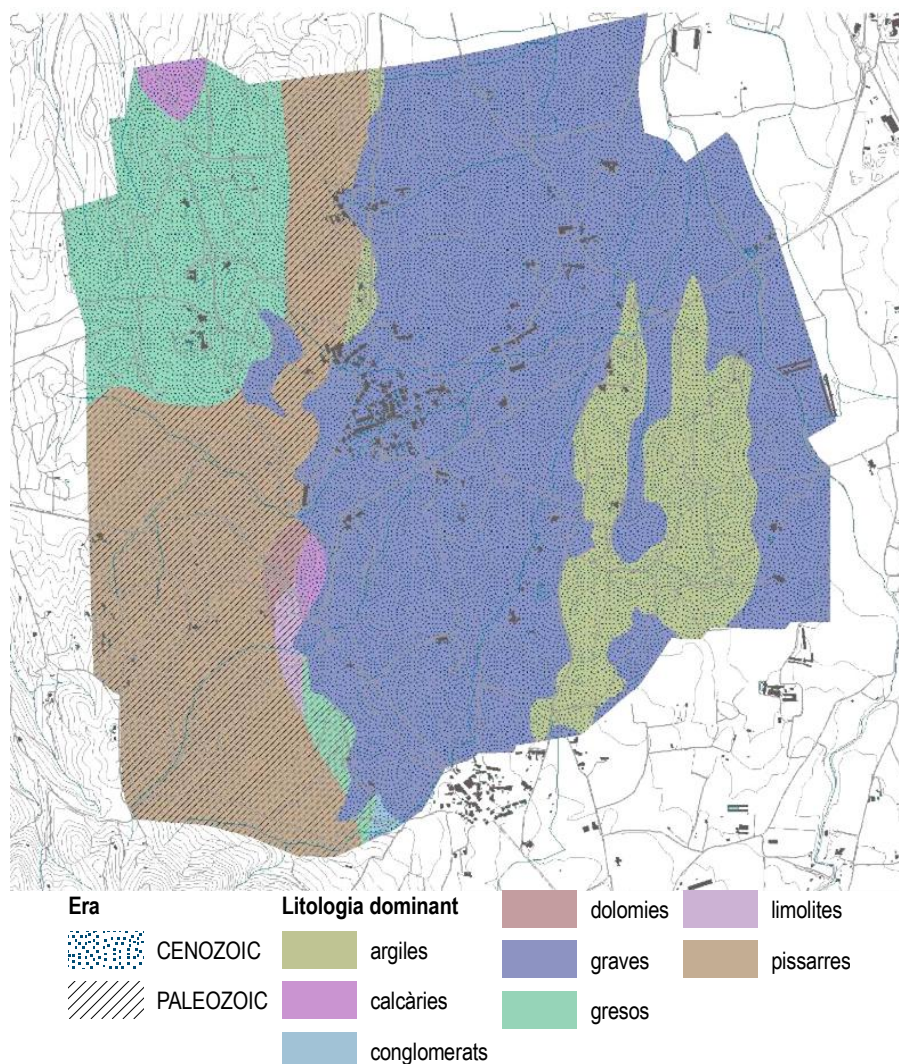 Era
CENOZOIC
PALEOZOIC
Litologia dominant
argiles
calcàries
conglomerats
dolomies
graves
gresos
limolites
pissarres